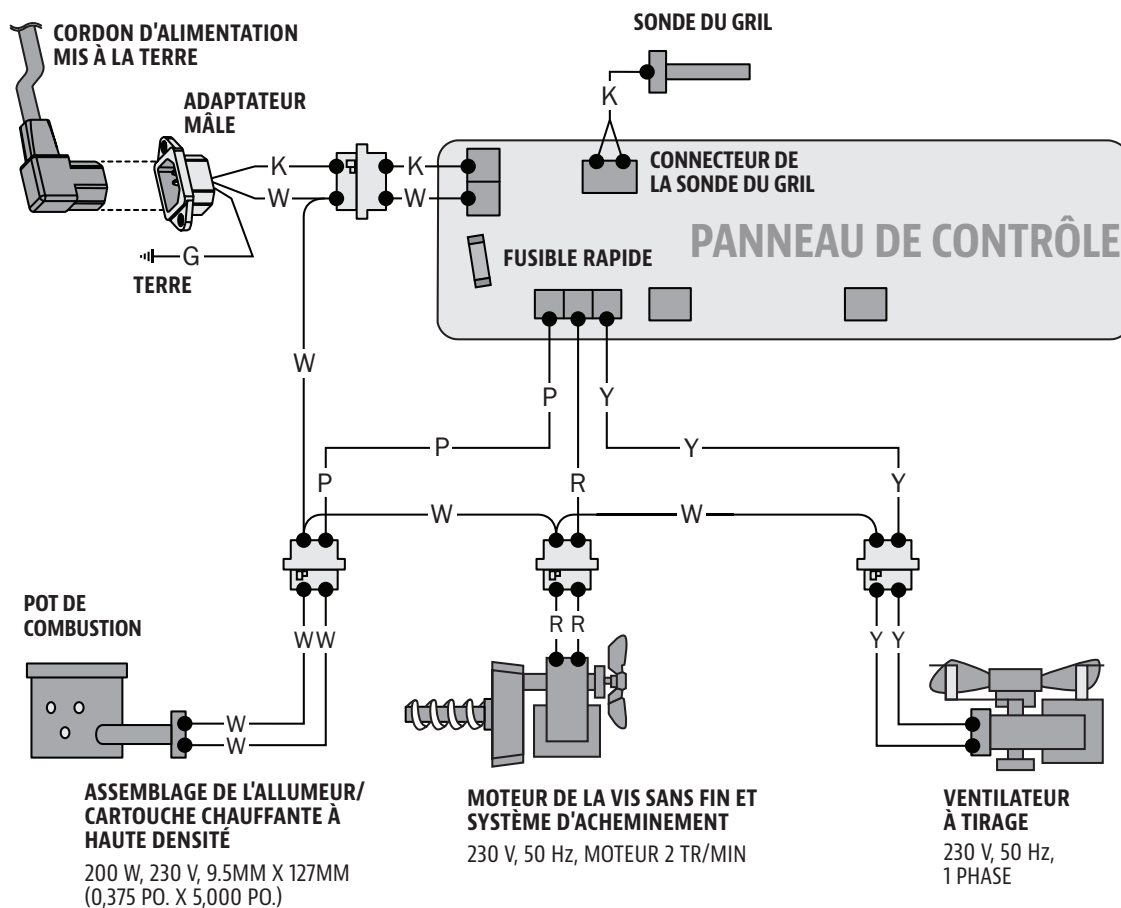 CORDON D'ALIMENTATION
MIS À LA TERRE
SONDE DU GRIL
ADAPTATEUR
MÂLE
K
K
K
W
W
CONNECTEUR DE
LA SONDE DU GRIL
PANNEAU DE CONTRÔLE
FUSIBLE RAPIDE
G
TERRE
W
P
Y
P
Y
P
R
Y
W
W
POT DE
COMBUSTION
W W
R R
Y Y
W
W
ASSEMBLAGE DE L'ALLUMEUR/
CARTOUCHE CHAUFFANTE À
HAUTE DENSITÉ
200 W, 230 V, 9.5MM X 127MM
(0,375 PO. X 5,000 PO.)
MOTEUR DE LA VIS SANS FIN ET
SYSTÈME D'ACHEMINEMENT
230 V, 50 Hz, MOTEUR 2 TR/MIN
VENTILATEUR
À TIRAGE
230 V, 50 Hz,
1 PHASE